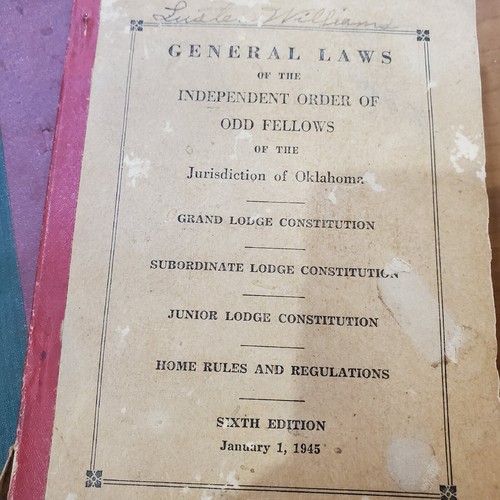 Luster Williams
GENERAL LAWS
OF THE
INDEPENDENT ORDER OF
ODD FELLOWS
OF THE
Jurisdiction of Oklahoma
GRAND LODGE CONSTITUTION
SUBORDINATE LODGE CONSTITUTION
JUNIOR LODGE CONSTITUTION
HOME RULES AND REGULATIONS
SIXTH EDITION
January 1, 1945